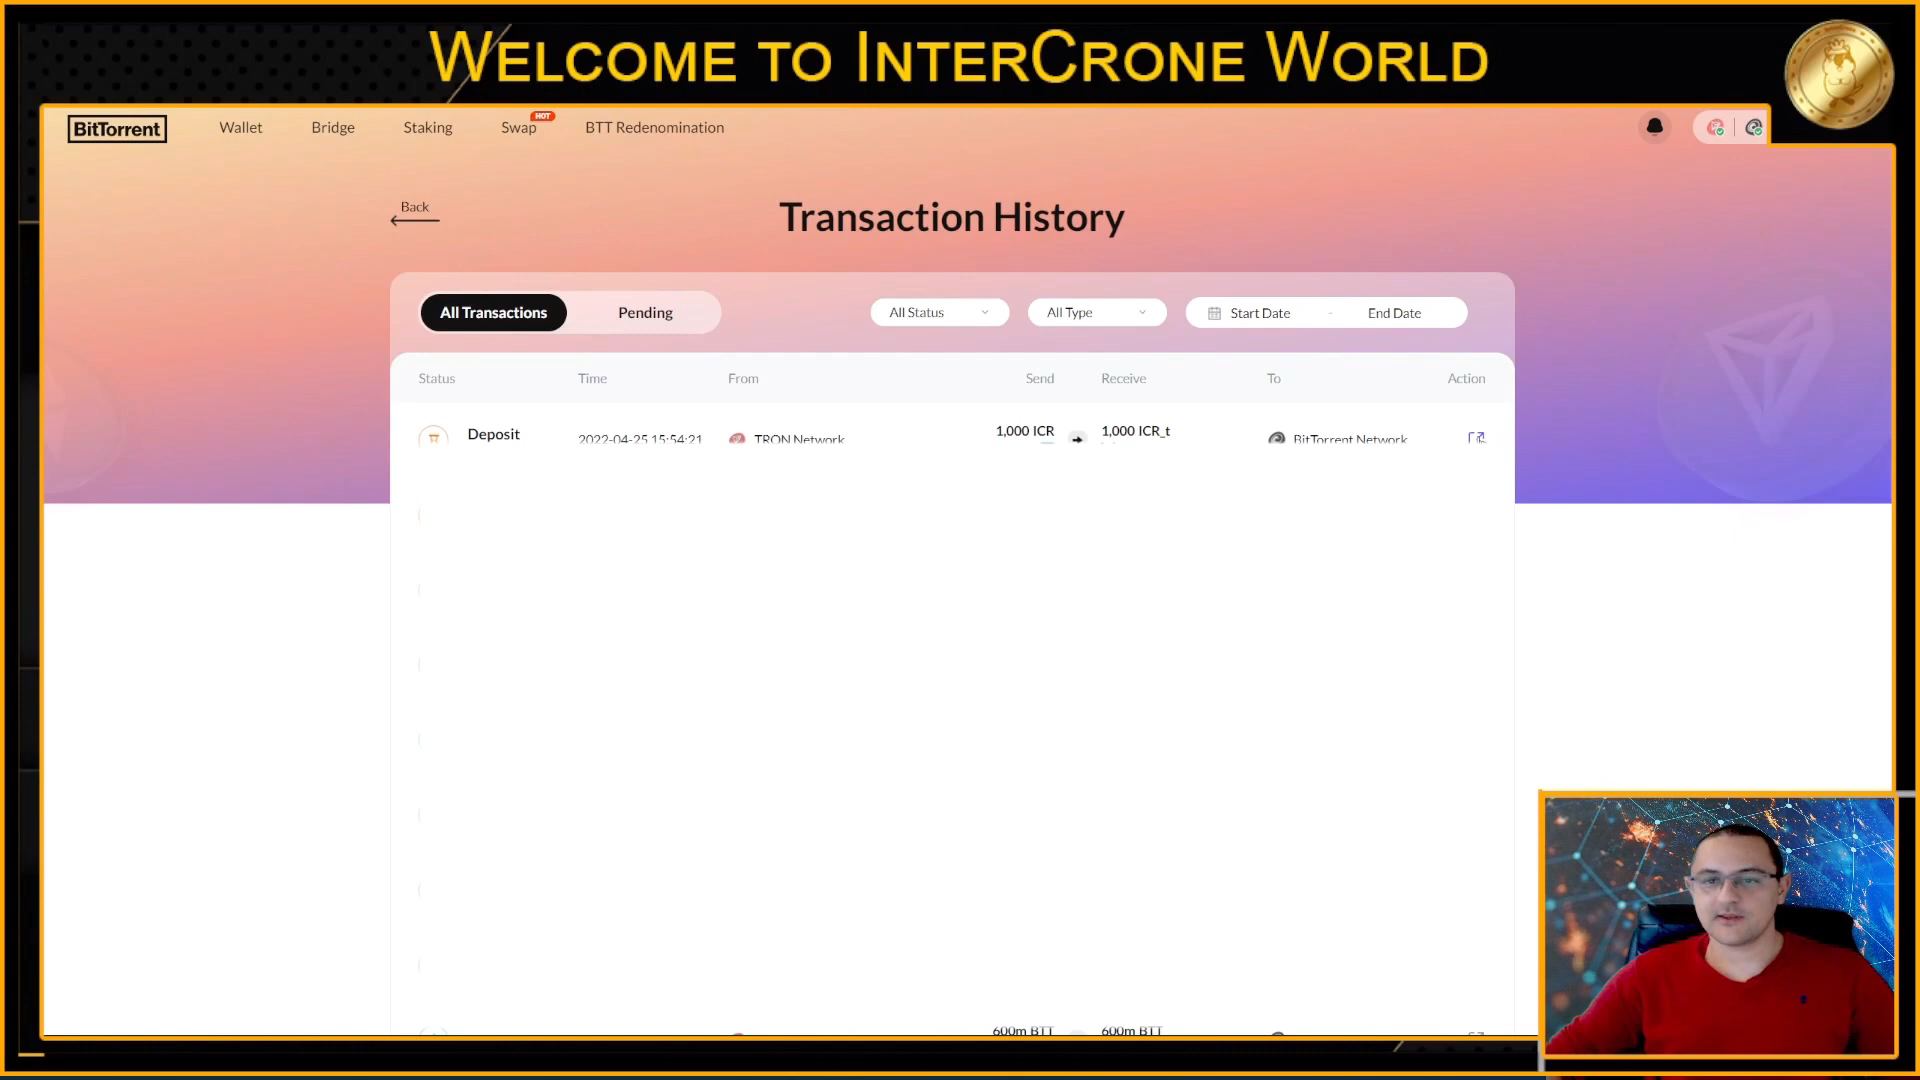 Welcome to InterCrone World
BitTorrent
Wallet
Bridge
Staking
Swap
HOT
BTT Redenomination
Back
Transaction History
All Transactions
Pending
All Status
All Type
Start Date - End Date
Status Time From Send Receive To Action
Deposit 2022-04-25 15:54:21 TRON Network 1,000 ICR 1,000 ICR_t BitTorrent Network
600m BTT 600m BTT